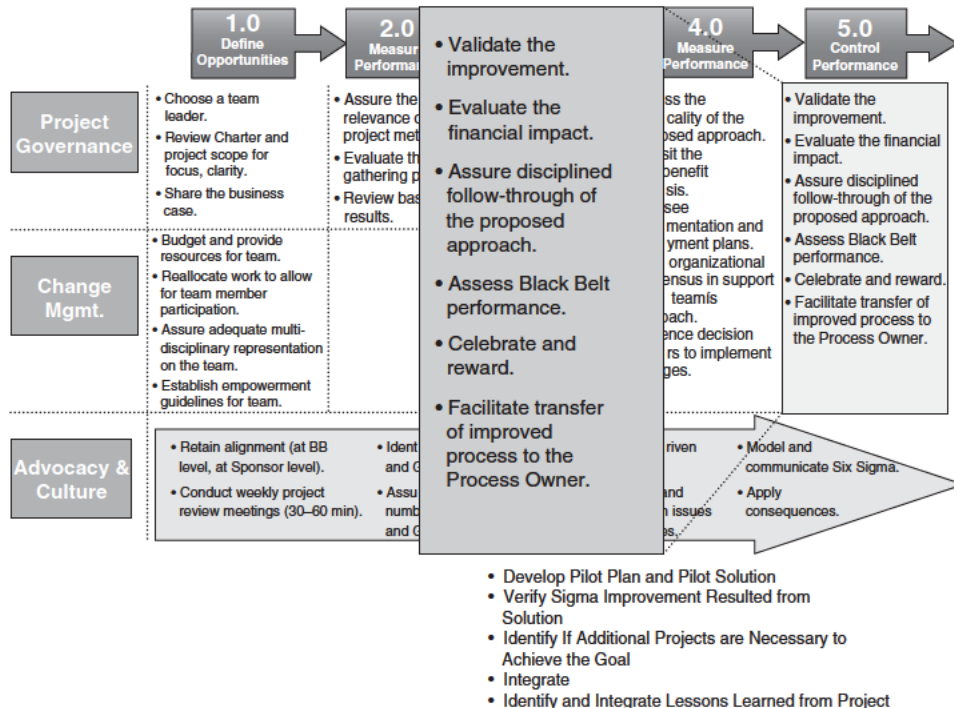 1.0
Define
Opportunities
2.0
Measur
Performan
4.0
Measure
Performance
5.0
Control
Performance
Project
Governance
• Choose a team
leader.
• Review Charter and
project scope for
focus, clarity.
• Share the business
case.
• Assure the
relevance o
project met
• Evaluate th
gathering p
• Review bas
results.
• Validate the
improvement.
• Evaluate the
financial impact.
• Assure disciplined
follow-through of
the proposed
approach.
• Assess Black Belt
performance.
• Celebrate and
reward.
• Facilitate transfer
of improved
process to the
Process Owner.
ss the
cality of the
osed approach.
sit the
benefit
sis.
see
mentation and
yment plans.
organizational
ensus in support
teamís
oach.
ence decision
rs to implement
ges.
• Validate the
improvement.
• Evaluate the financial
impact.
• Assure disciplined
follow-through of the
proposed approach.
• Assess Black Belt
performance.
• Celebrate and reward.
• Facilitate transfer of
improved process to
the Process Owner.
Change
Mgmt.
• Budget and provide
resources for team.
• Reallocate work to allow
for team member
participation.
• Assure adequate multi-
disciplinary representation
on the team.
• Establish empowerment
guidelines for team.
Advocacy &
Culture
• Retain alignment (at BB
level, at Sponsor level).
• Conduct weekly project
review meetings (30–60 min).
• Ident
and G
• Assu
numb
and G
riven
and
n issues
es.
• Model and
communicate Six Sigma.
• Apply
consequences.
• Develop Pilot Plan and Pilot Solution
• Verify Sigma Improvement Resulted from
Solution
• Identify If Additional Projects are Necessary to
Achieve the Goal
• Integrate
• Identify and Integrate Lessons Learned from Project